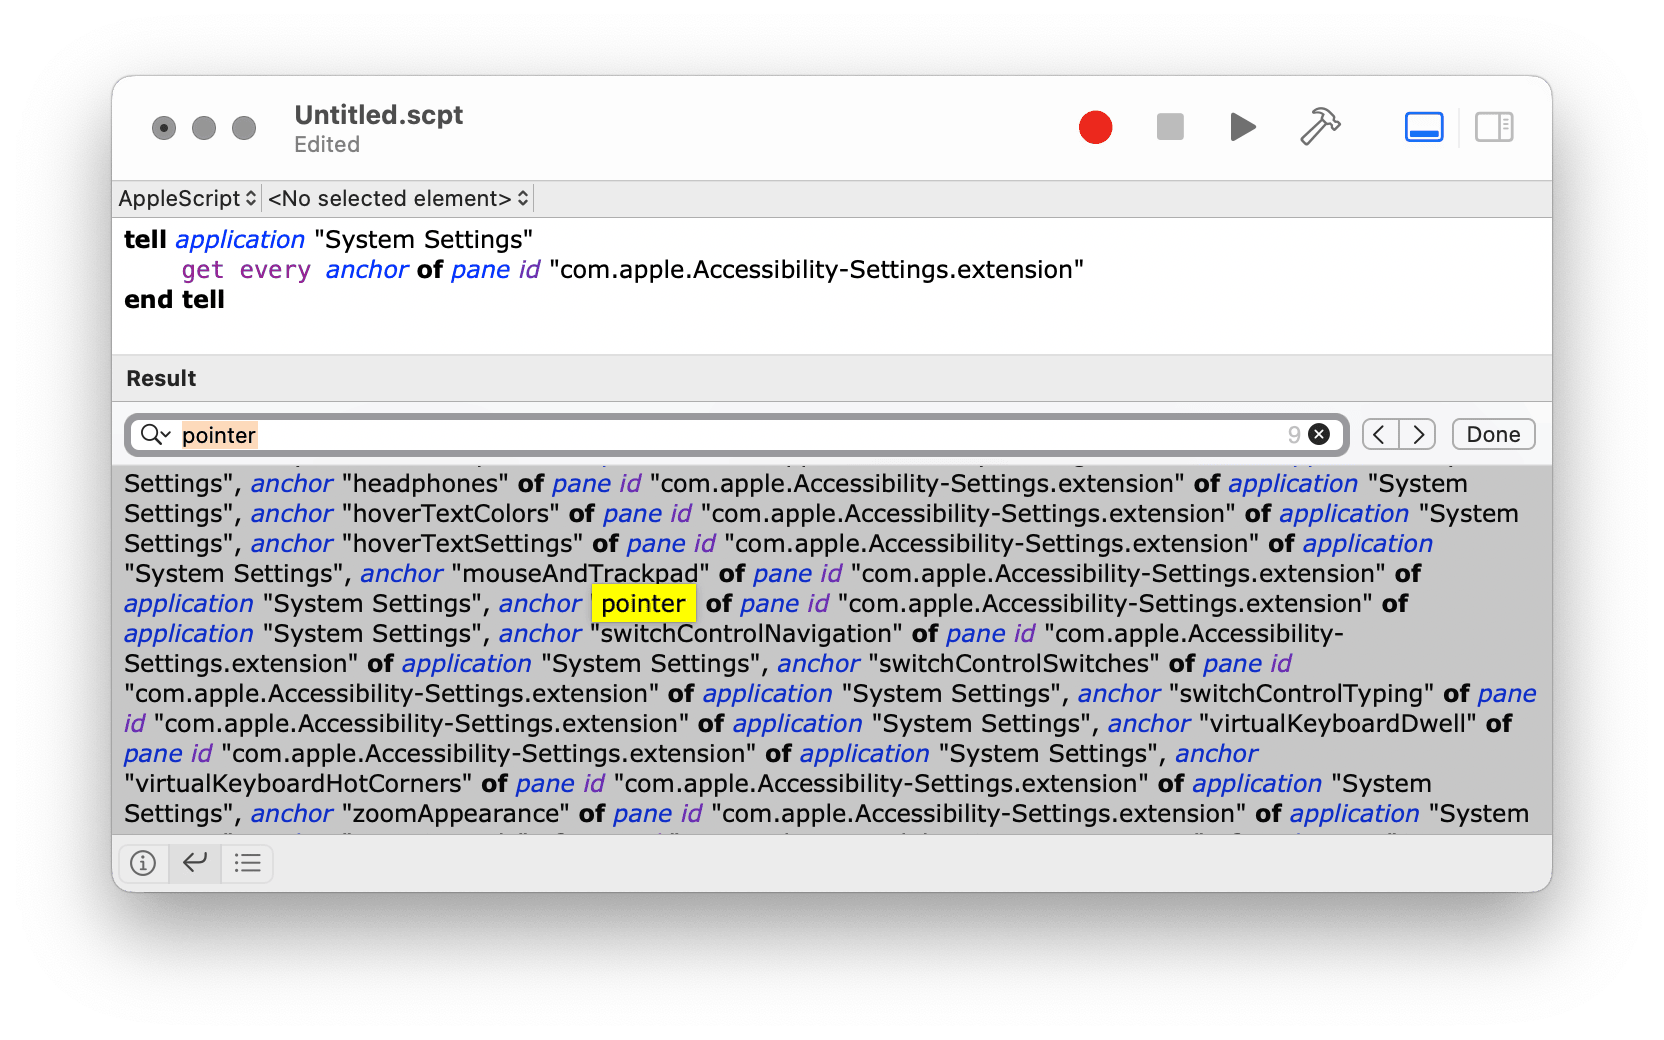 Untitled.scpt
Edited
AppleScript <No selected element>
tell application "System Settings"
get every anchor of pane id "com.apple.Accessibility-Settings.extension"
end tell
Result
pointer 9 Done
Settings", anchor "headphones" of pane id "com.apple.Accessibility-Settings.extension" of application "System
Settings", anchor "hoverTextColors" of pane id "com.apple.Accessibility-Settings.extension" of application "System
Settings", anchor "hoverTextSettings" of pane id "com.apple.Accessibility-Settings.extension" of application
"System Settings", anchor "mouseAndTrackpad" of pane id "com.apple.Accessibility-Settings.extension" of
application "System Settings", anchor "pointer of pane id "com.apple.Accessibility-Settings.extension" of
application "System Settings", anchor "switchControlNavigation" of pane id "com.apple.Accessibility-
Settings.extension" of application "System Settings", anchor "switchControlSwitches" of pane id
"com.apple.Accessibility-Settings.extension" of application "System Settings", anchor "switchControlTyping" of pane
id "com.apple.Accessibility-Settings.extension" of application "System Settings", anchor "virtualKeyboardDwell" of
pane id "com.apple.Accessibility-Settings.extension" of application "System Settings", anchor
"virtualKeyboardHotCorners" of pane id "com.apple.Accessibility-Settings.extension" of application "System
Settings", anchor "zoomAppearance" of pane id "com.apple.Accessibility-Settings.extension" of application "System